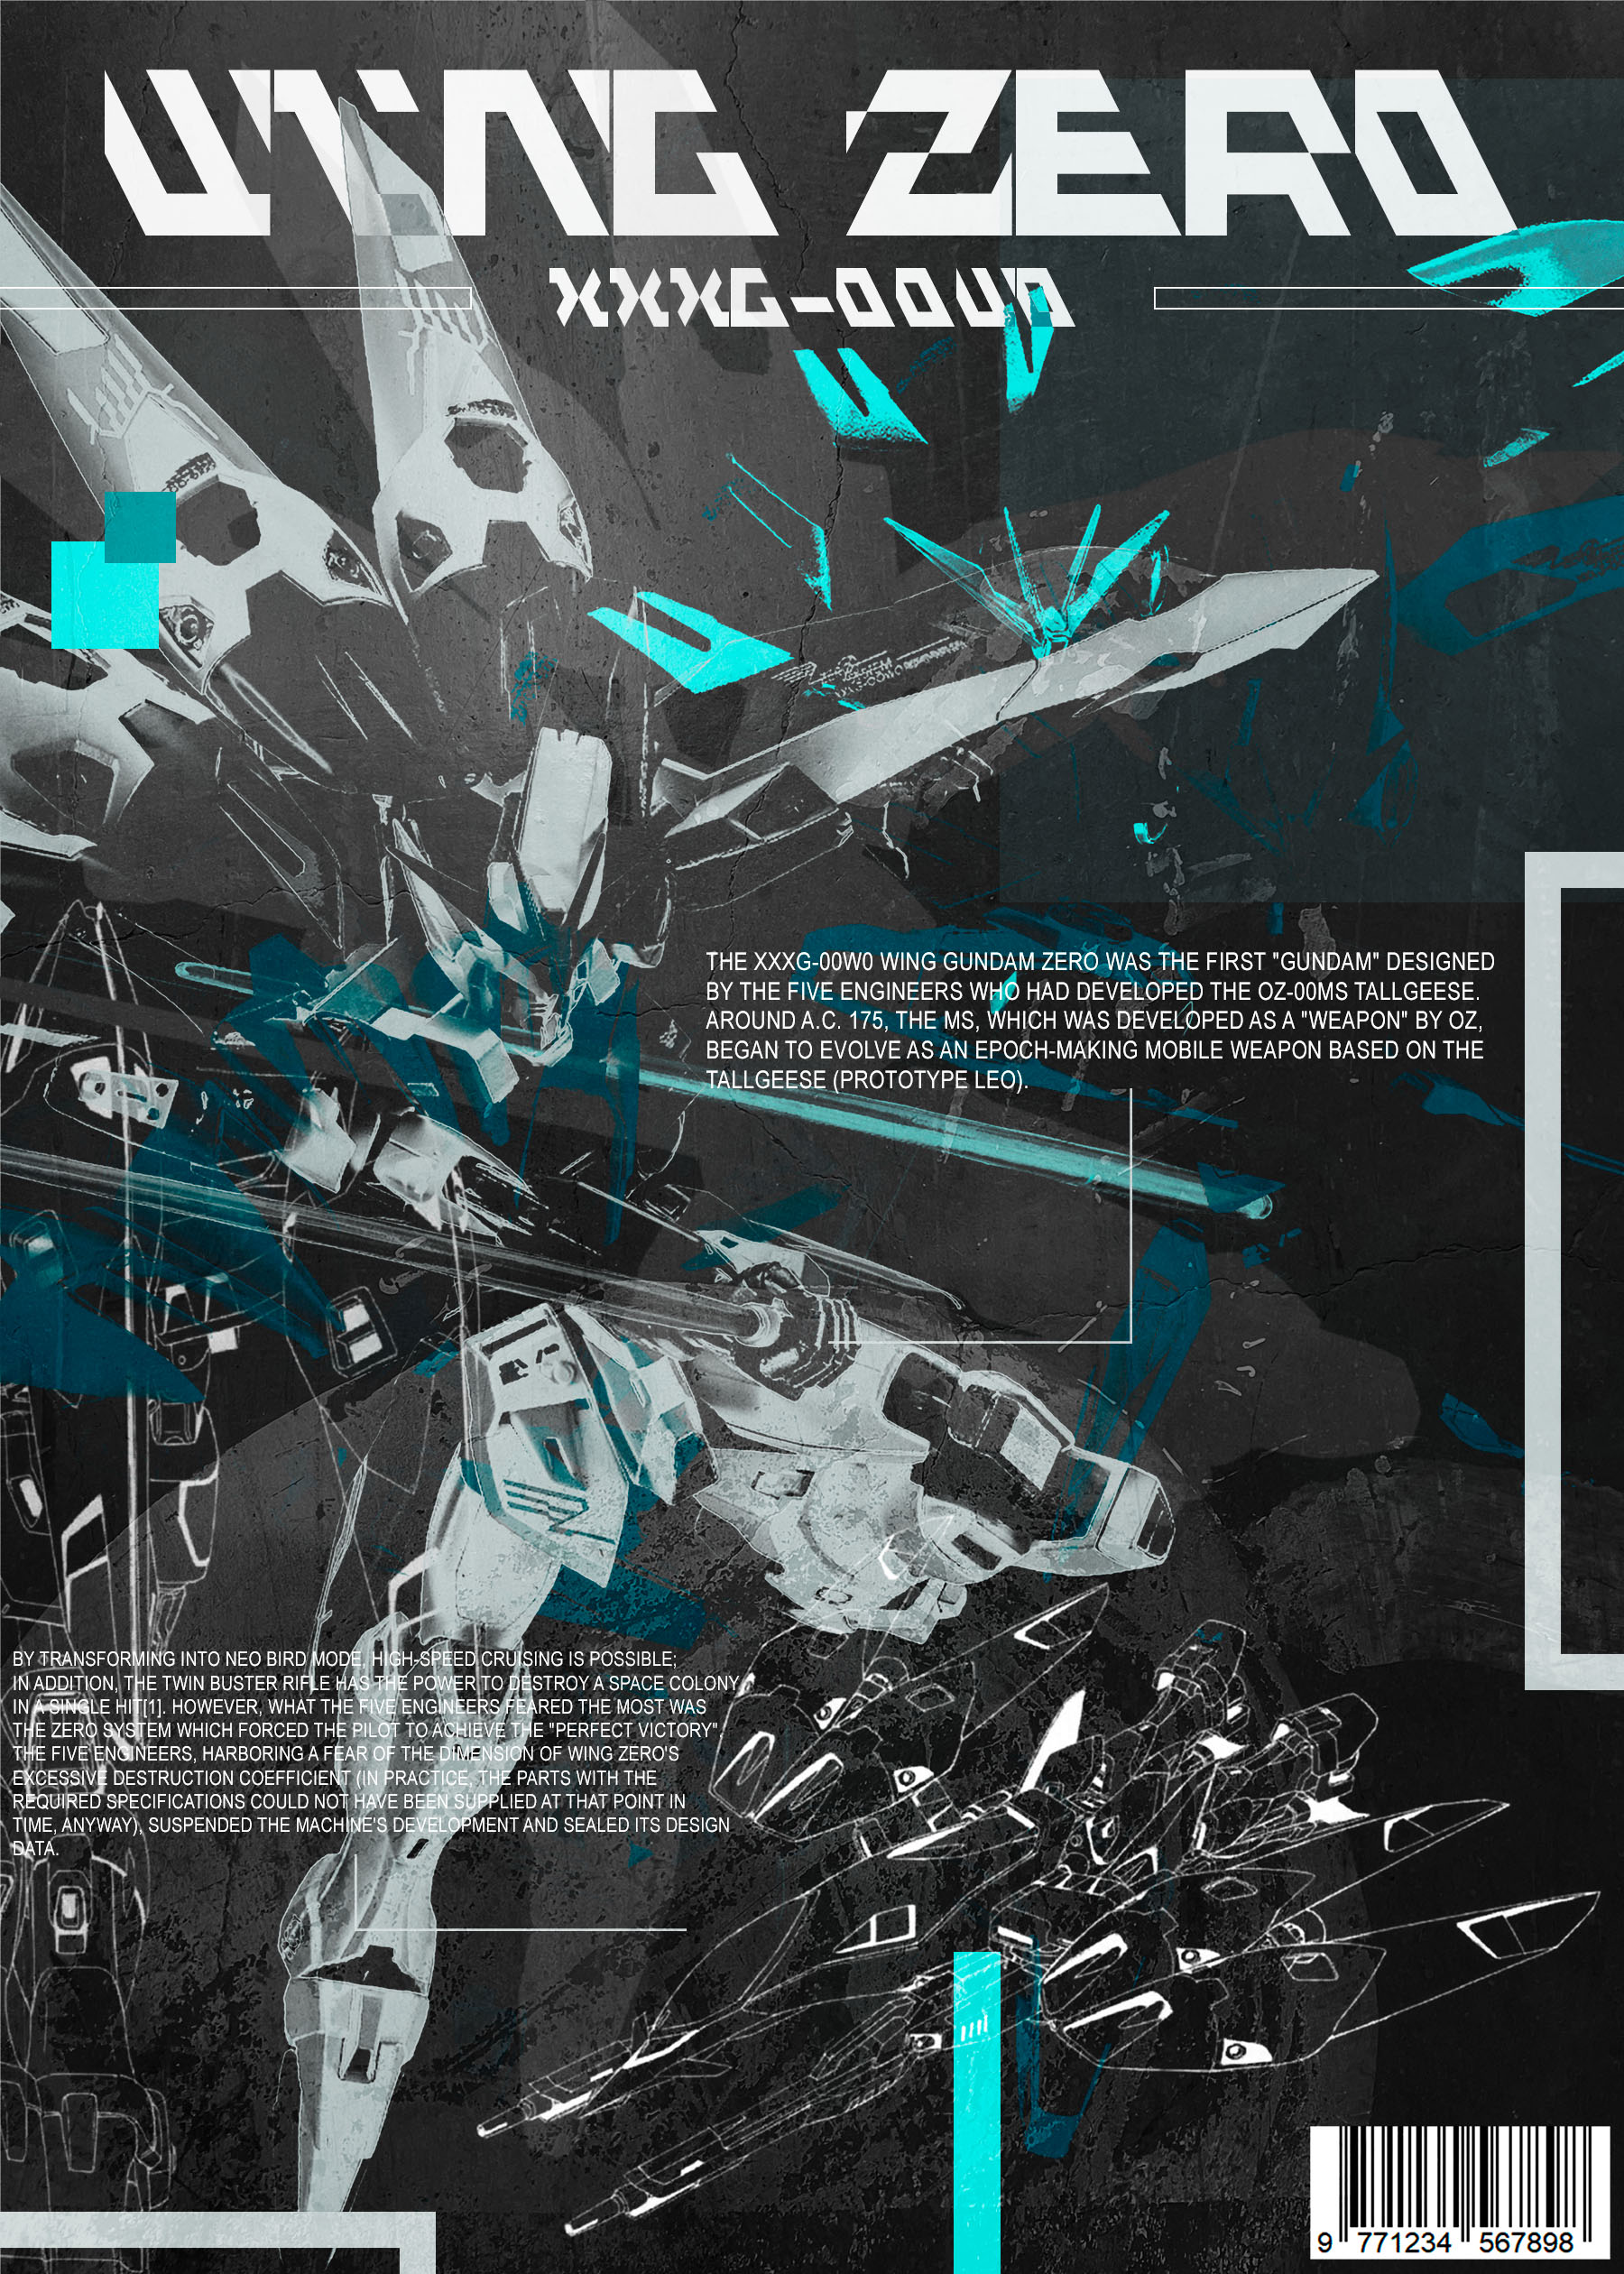 WING ZERO
XXXG-00W0
THE XXXG-00W0 WING GUNDAM ZERO WAS THE FIRST "GUNDAM" DESIGNED
BY THE FIVE ENGINEERS WHO HAD DEVELOPED THE OZ-00MS TALLGEESE.
AROUND A.C. 175, THE MS, WHICH WAS DEVELOPED AS A "WEAPON" BY OZ,
BEGAN TO EVOLVE AS AN EPOCH-MAKING MOBILE WEAPON BASED ON THE
TALLGEESE (PROTOTYPE LEO).
BY TRANSFORMING INTO NEO BIRD MODE, HIGH-SPEED CRUISING IS POSSIBLE;
IN ADDITION, THE TWIN BUSTER RIFLE HAS THE POWER TO DESTROY A SPACE COLONY
IN A SINGLE HIT[1]. HOWEVER, WHAT THE FIVE ENGINEERS FEARED THE MOST WAS
THE ZERO SYSTEM WHICH FORCED THE PILOT TO ACHIEVE THE "PERFECT VICTORY".
THE FIVE ENGINEERS, HARBORING A FEAR OF THE DIMENSION OF WING ZERO'S
EXCESSIVE DESTRUCTION COEFFICIENT (IN PRACTICE, THE PARTS WITH THE
REQUIRED SPECIFICATIONS COULD NOT HAVE BEEN SUPPLIED AT THAT POINT IN
TIME, ANYWAY), SUSPENDED THE MACHINE'S DEVELOPMENT AND SEALED ITS DESIGN
DATA.
9 771234 567898